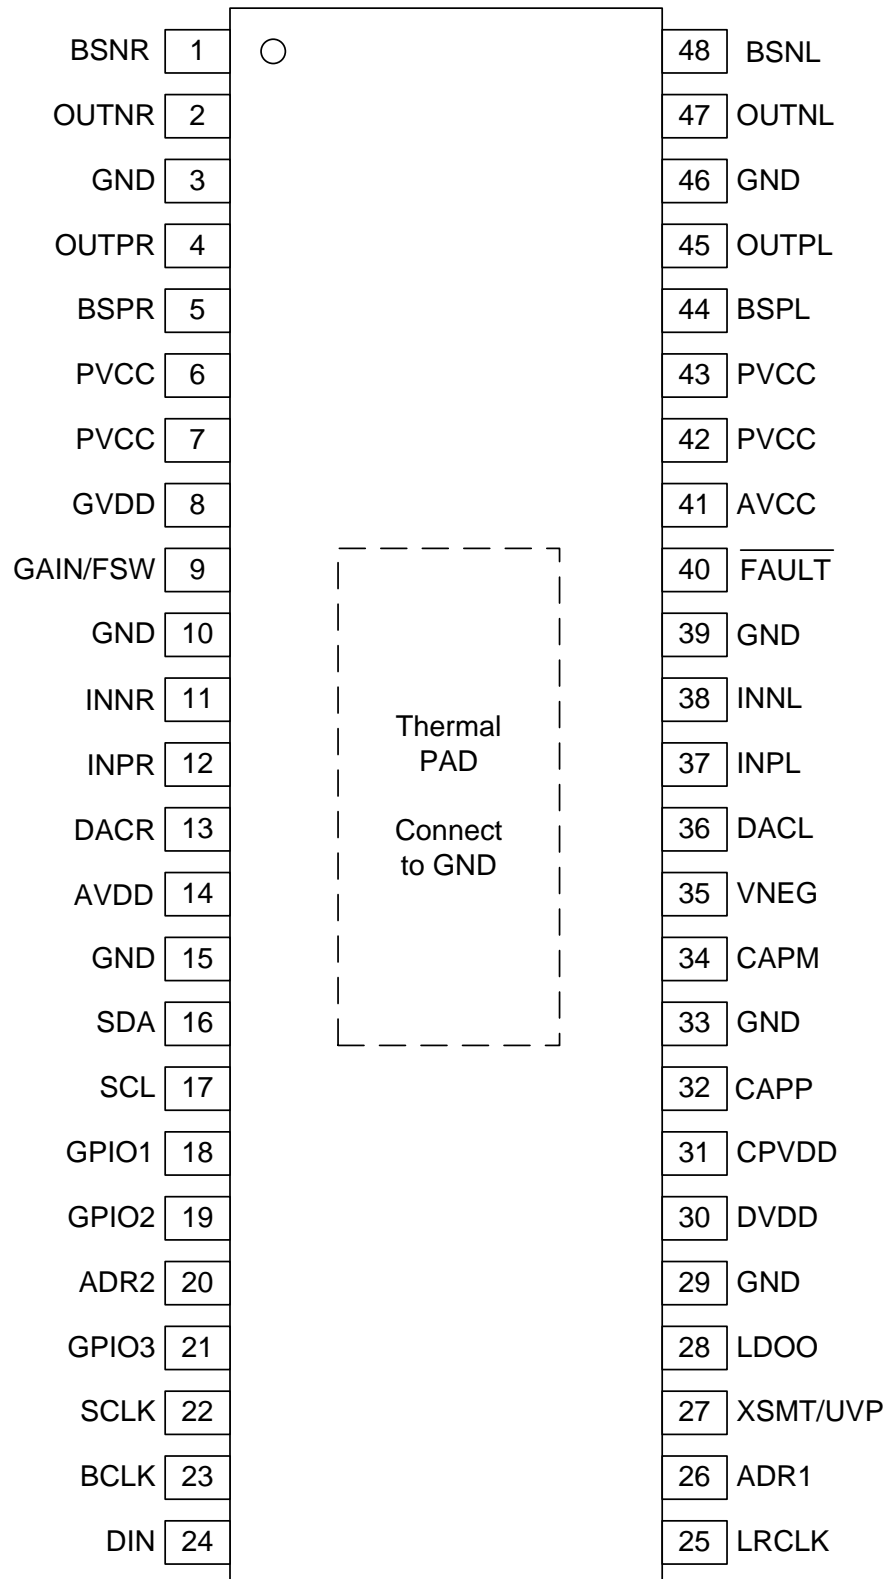 BSNR 1 48 BSNL
OUTNR 2 47 OUTNL
GND 3 46 GND
OUTPR 4 45 OUTPL
BSPR 5 44 BSPL
PVCC 6 43 PVCC
PVCC 7 42 PVCC
GVDD 8 41 AVCC
GAIN/FSW 9 40 FAULT
GND 10 39 GND
INNR 11 38 INNL
INPR 12 37 INPL
DACR 13 36 DACL
AVDD 14 35 VNEG
GND 15 34 CAPM
SDA 16 33 GND
SCL 17 32 CAPP
GPIO1 18 31 CPVDD
GPIO2 19 30 DVDD
ADR2 20 29 GND
GPIO3 21 28 LDOO
SCLK 22 27 XSMT/UVP
BCLK 23 26 ADR1
DIN 24 25 LRCLK
Thermal
PAD
Connect
to GND